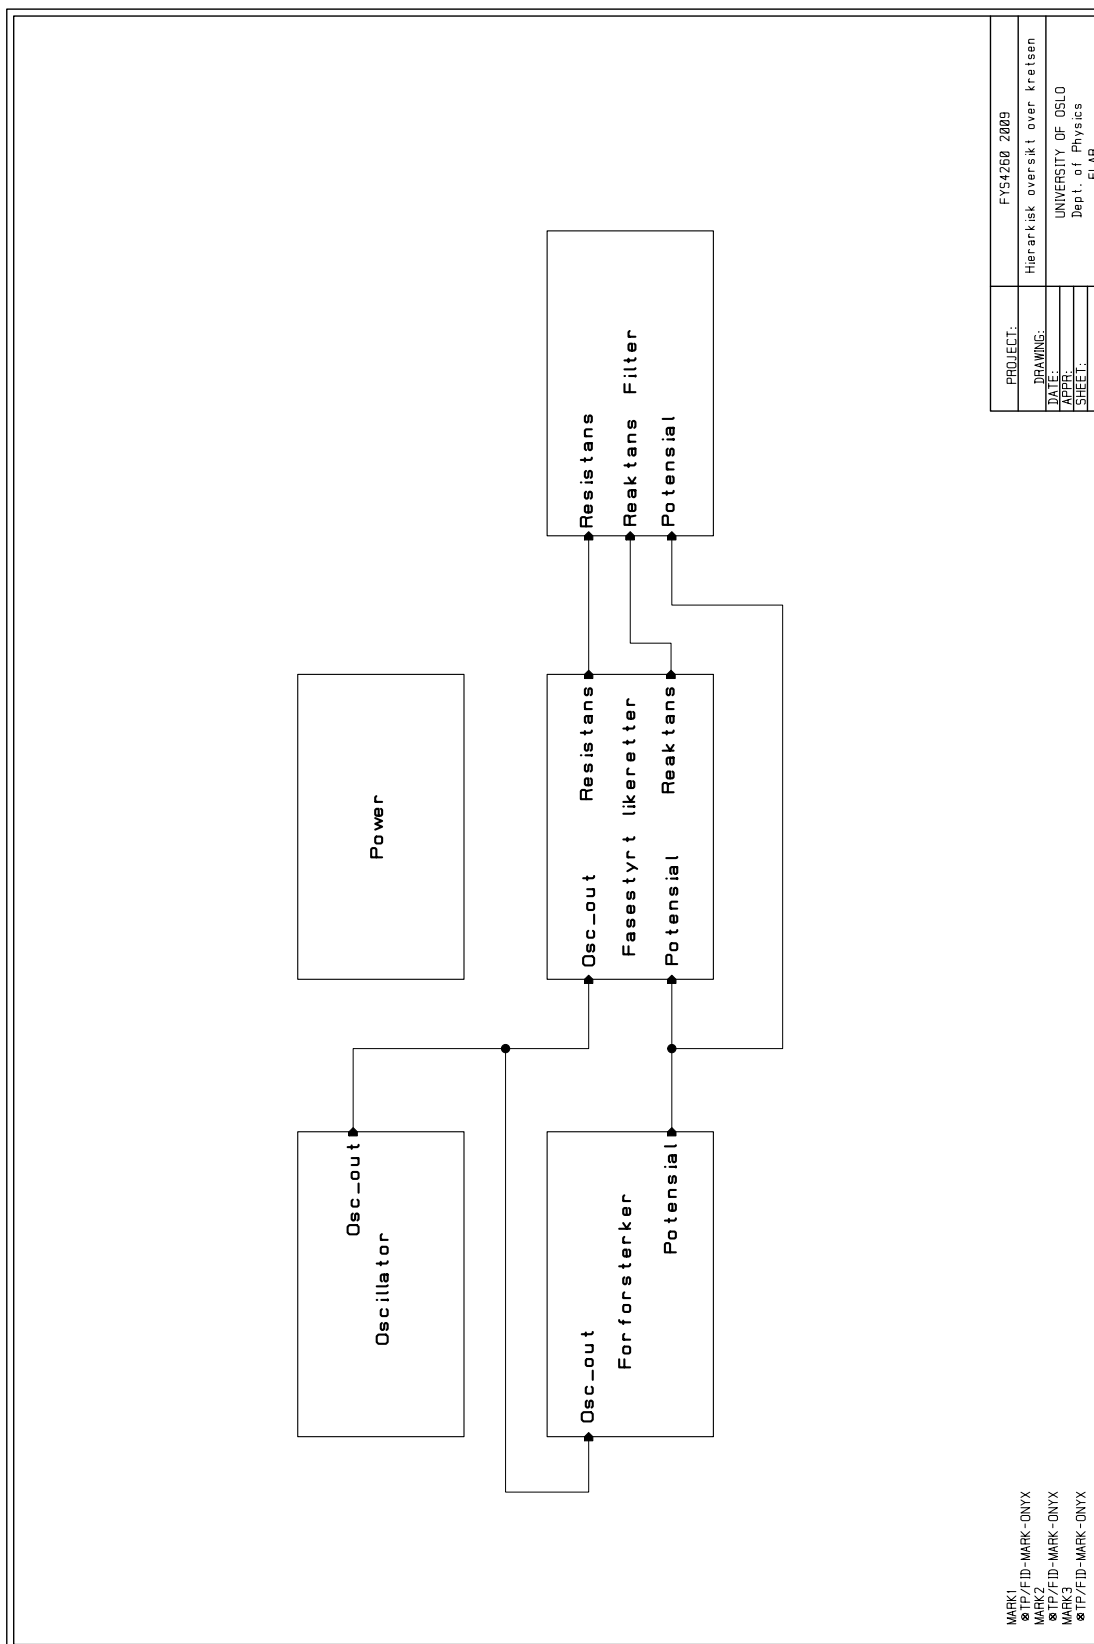 Oscillator
Osc_out
Power
Osc_out
Forforsterker
Potensial
Osc_out
Resistans
Fasestyrt likeretter
Potensial
Reaktans
Resistans
Reaktans
Filter
Potensial
MARK1
TP/FID-MARK-ONYX
MARK2
TP/FID-MARK-ONYX
MARK3
TP/FID-MARK-ONYX
PROJECT:
FYS4260 2009
DRAWING:
Hierarkisk oversikt over kretsen
DATE:
APPR:
SHEET:
UNIVERSITY OF OSLO
Dept. of Physics